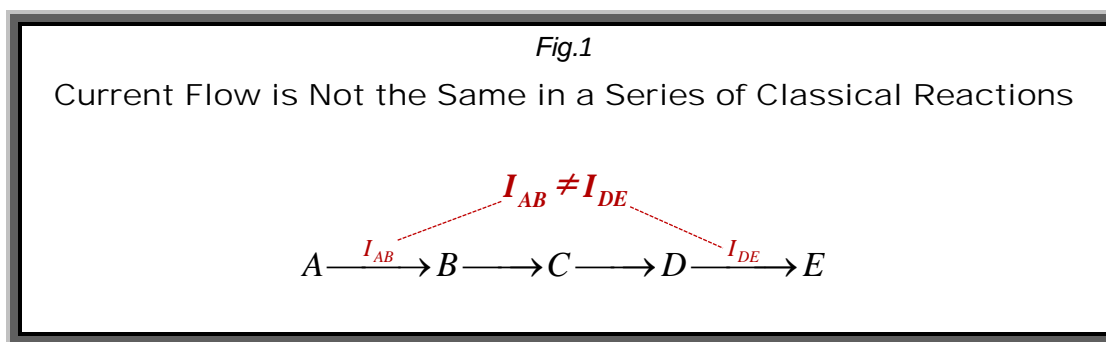 Fig.1
Current Flow is Not the Same in a Series of Classical Reactions
I_AB ≠ I_DE
I_AB I_DE
A ⟶ B ⟶ C ⟶ D ⟶ E